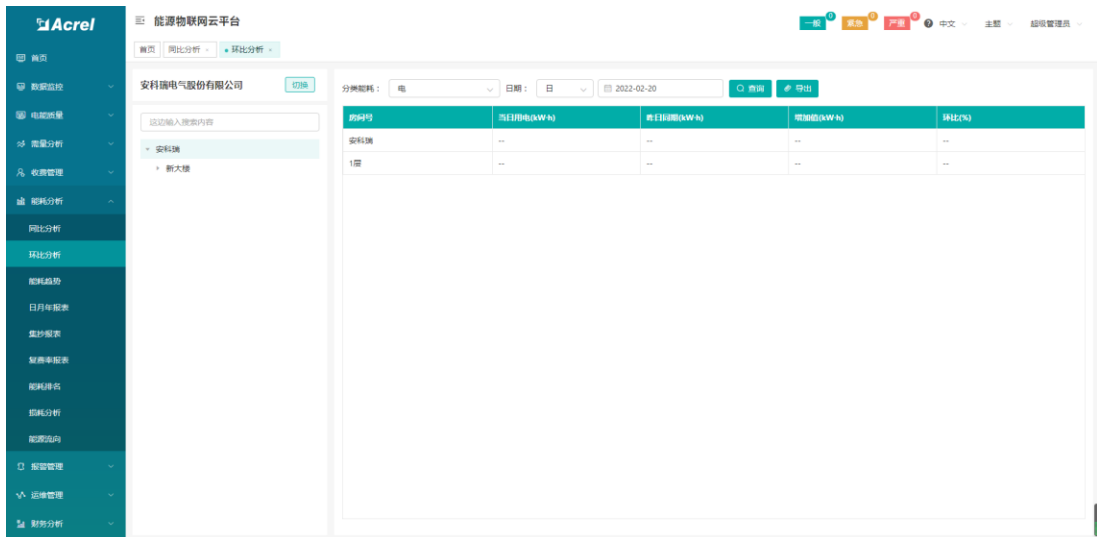 Acrel
能源物联网云平台
一般 0 紧急 0 严重 0 中文 主题 超级管理员
首页 同比分析 × 环比分析 ×
首页
数据监控
电能质量
需量分析
收费管理
能耗分析
同比分析
环比分析
能耗趋势
日月年报表
集抄报表
复费率报表
能耗排名
损耗分析
能源流向
报警管理
运维管理
财务分析
安科瑞电气股份有限公司 切换
这边输入搜索内容
安科瑞
新大楼
分类能耗: 电 日期: 日 2022-02-20 查询 导出
房间号 当日用电(kW·h) 昨日同期(kW·h) 增加值(kW·h) 环比(%)
安科瑞 -- -- -- --
1层 -- -- -- --